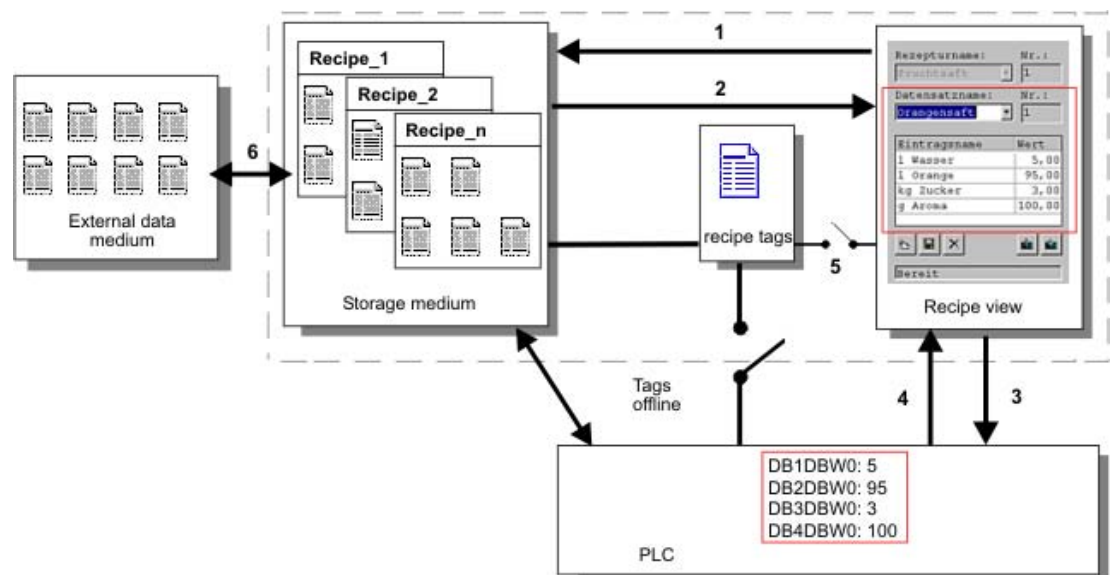 Recipe_1
Recipe_2
Recipe_n
Storage medium
External data
medium
6
1
2
recipe tags
5
Rezepturname: Nr.:
Fruchtsaft 1
Datensatzname: Nr.:
Orangensaft 1
Eintragsname Wert
l Wasser 5,00
l Orange 95,00
kg Zucker 3,00
g Aroma 100,00
Bereit
Recipe view
Tags
offline
4
3
DB1DBW0: 5
DB2DBW0: 95
DB3DBW0: 3
DB4DBW0: 100
PLC